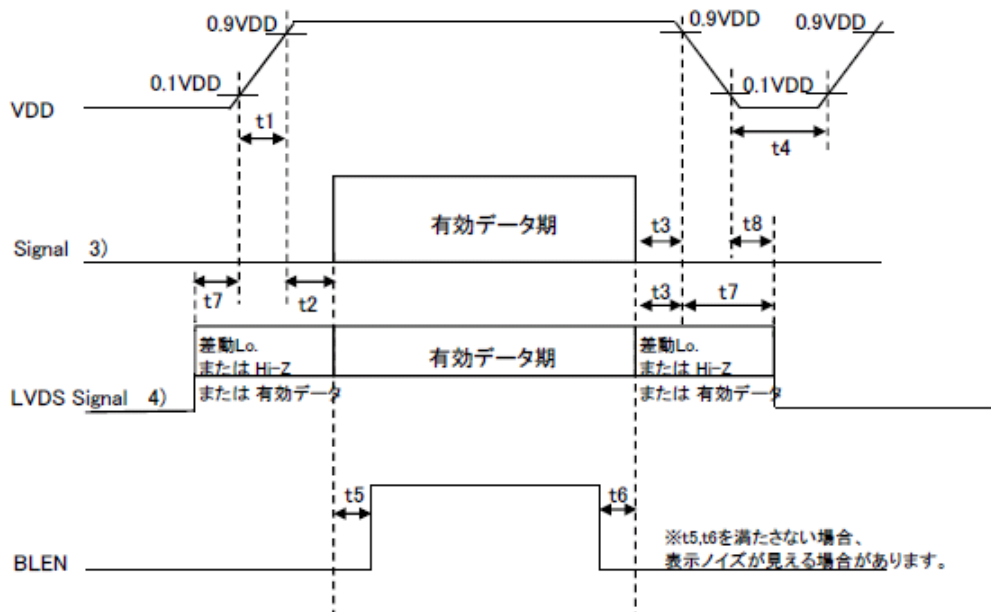 0.9VDD
0.9VDD
0.9VDD
0.1VDD
0.1VDD
VDD
t1
t4
有効データ期
t3
t8
Signal 3)
t7
t2
t3
t7
差動Lo.
または Hi-Z
または 有効データ
有効データ期
差動Lo.
または Hi-Z
または 有効データ
LVDS Signal 4)
t5
t6
※t5,t6を満たさない場合、
表示ノイズが見える場合があります。
BLEN